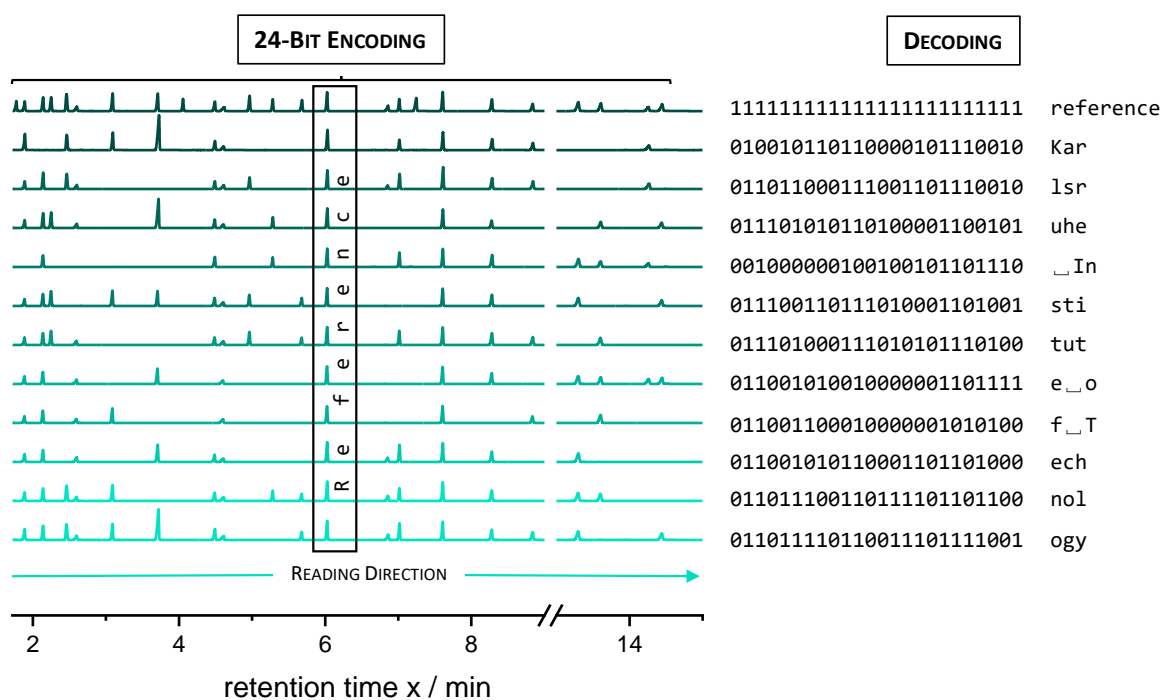 24-BIT ENCODING
DECODING
111111111111111111111111 reference
010010110110000101110010 Kar
011011000111001101110010 lsr
011101010110100001100101 uhe
001000000100100101101110 ␣In
011100110111010001101001 sti
011101000111010101110100 tut
011001010010000001101111 e␣o
011001100010000001010100 f␣T
011001010110001101101000 ech
011011100110111101101100 nol
011011110110011101111001 ogy
Reference
READING DIRECTION
2 4 6 8 14
retention time x / min